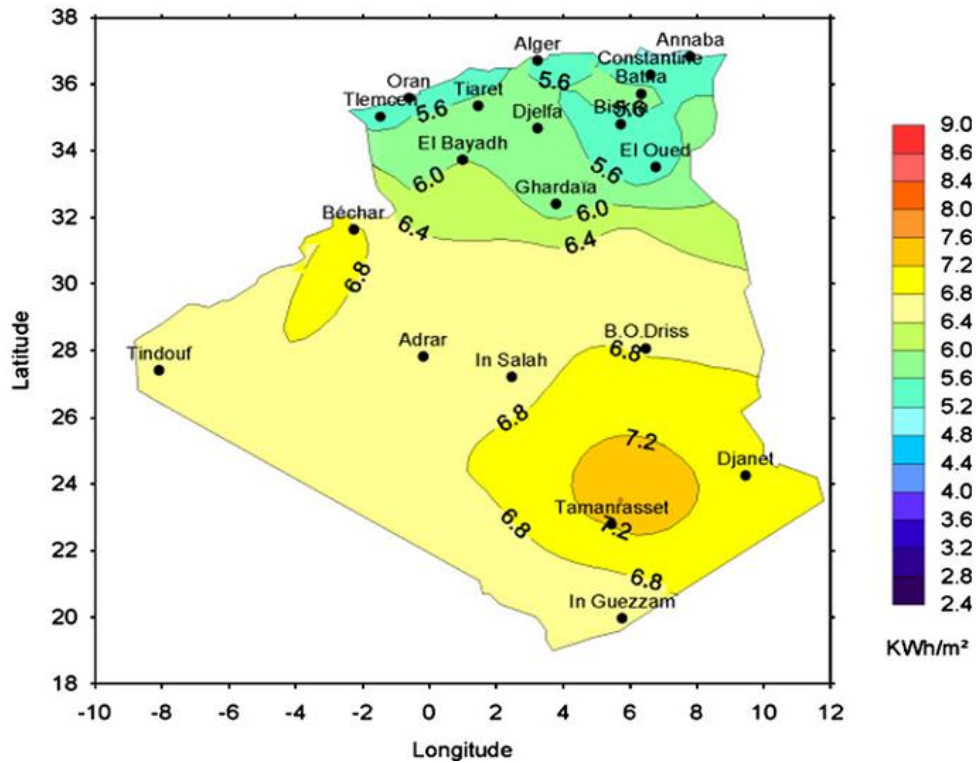 38
36
34
32
30
28
26
24
22
20
18
Latitude
-10 -8 -6 -4 -2 0 2 4 6 8 10 12
Longitude
Alger
Annaba
Constantine
Batna
Oran
Tiaret
Tlemcen
5.6
5.6
Djelfa
Biskra
5.6
El Bayadh
El Oued
5.6
6.0
Ghardaïa
6.0
Béchar
6.4
6.4
6.8
Tindouf
Adrar
In Salah
B.O.Driss
6.8
6.8
7.2
Djanet
Tamanrasset
7.2
6.8
6.8
In Guezzam
9.0
8.6
8.4
8.0
7.6
7.2
6.8
6.4
6.0
5.6
5.2
4.8
4.4
4.0
3.6
3.2
2.8
2.4
KWh/m²